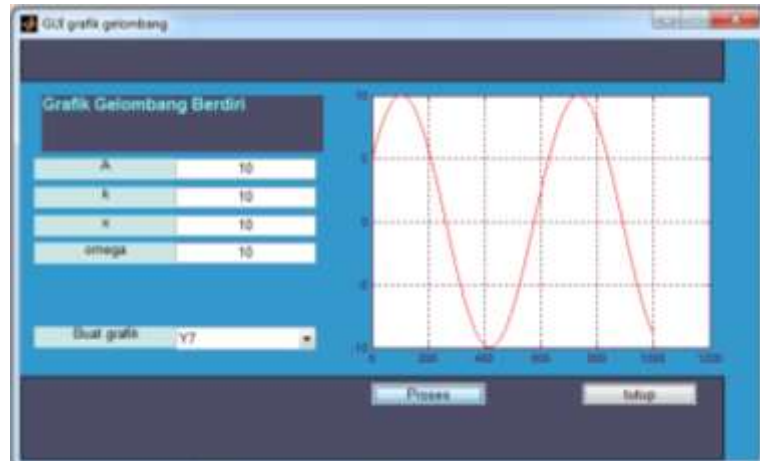 GUI grafik gelombang
Grafik Gelombang Berdiri
A 10
k 10
x 10
omega 10
Buat grafik Y7
10
5
0
-5
-10
0 200 400 600 800 1000 1200
Proses tutup